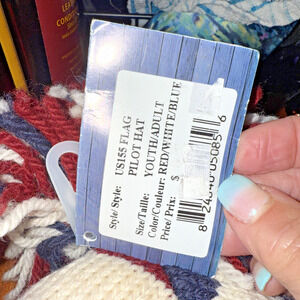 Style/Style: US155 FLAG
PILOT HAT
Size/Taille: YOUTH/ADULT
Color/Couleur: RED/WHITE/BLUE
Price/Prix: $